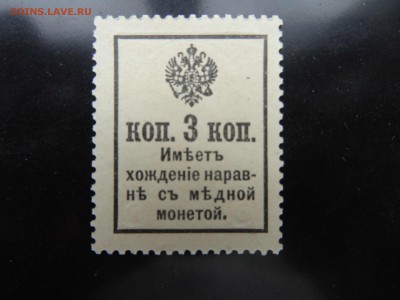 COINS.LAVE.RU
КОП. 3 КОП.
Имѣетъ
хожденіе нарав-
нѣ съ мѣдной
монетой.